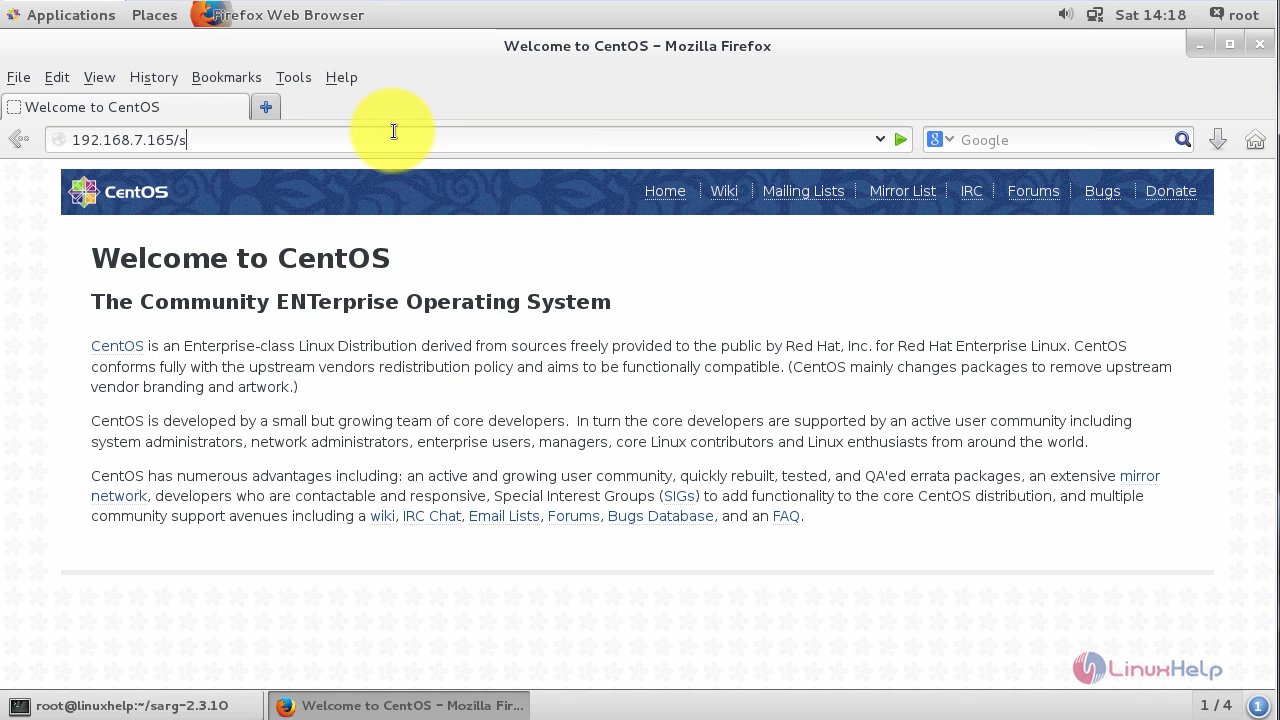 Applications Places Firefox Web Browser Sat 14:18 root
Welcome to CentOS – Mozilla Firefox
File Edit View History Bookmarks Tools Help
Welcome to CentOS
192.168.7.165/s 8 Google
CentOS Home Wiki Mailing Lists Mirror List IRC Forums Bugs Donate
Welcome to CentOS
The Community ENTerprise Operating System
CentOS is an Enterprise-class Linux Distribution derived from sources freely provided to the public by Red Hat, Inc. for Red Hat Enterprise Linux. CentOS
conforms fully with the upstream vendors redistribution policy and aims to be functionally compatible. (CentOS mainly changes packages to remove upstream
vendor branding and artwork.)
CentOS is developed by a small but growing team of core developers. In turn the core developers are supported by an active user community including
system administrators, network administrators, enterprise users, managers, core Linux contributors and Linux enthusiasts from around the world.
CentOS has numerous advantages including: an active and growing user community, quickly rebuilt, tested, and QA'ed errata packages, an extensive mirror
network, developers who are contactable and responsive, Special Interest Groups (SIGs) to add functionality to the core CentOS distribution, and multiple
community support avenues including a wiki, IRC Chat, Email Lists, Forums, Bugs Database, and an FAQ.
LinuxHelp
root@linuxhelp:~/sarg-2.3.10 Welcome to CentOS – Mozilla Fir... 1 / 4 1